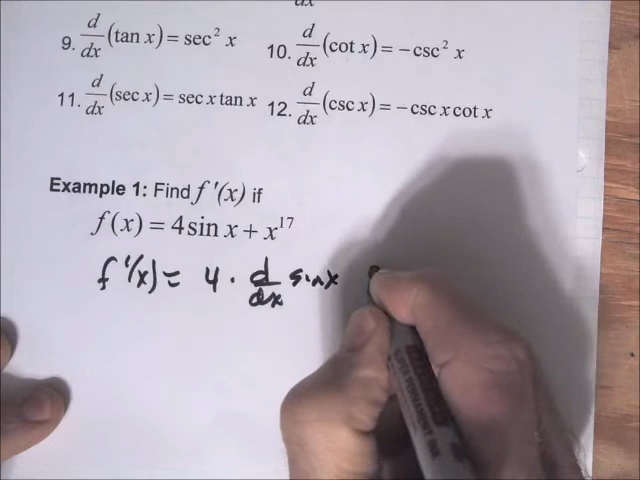 dx
9. d/dx (tan x) = sec² x 10. d/dx (cot x) = −csc² x
11. d/dx (sec x) = sec x tan x 12. d/dx (csc x) = −csc x cot x
Example 1: Find f '(x) if
f(x) = 4 sin x + x¹⁷
f'(x) = 4 · d/dx sin x